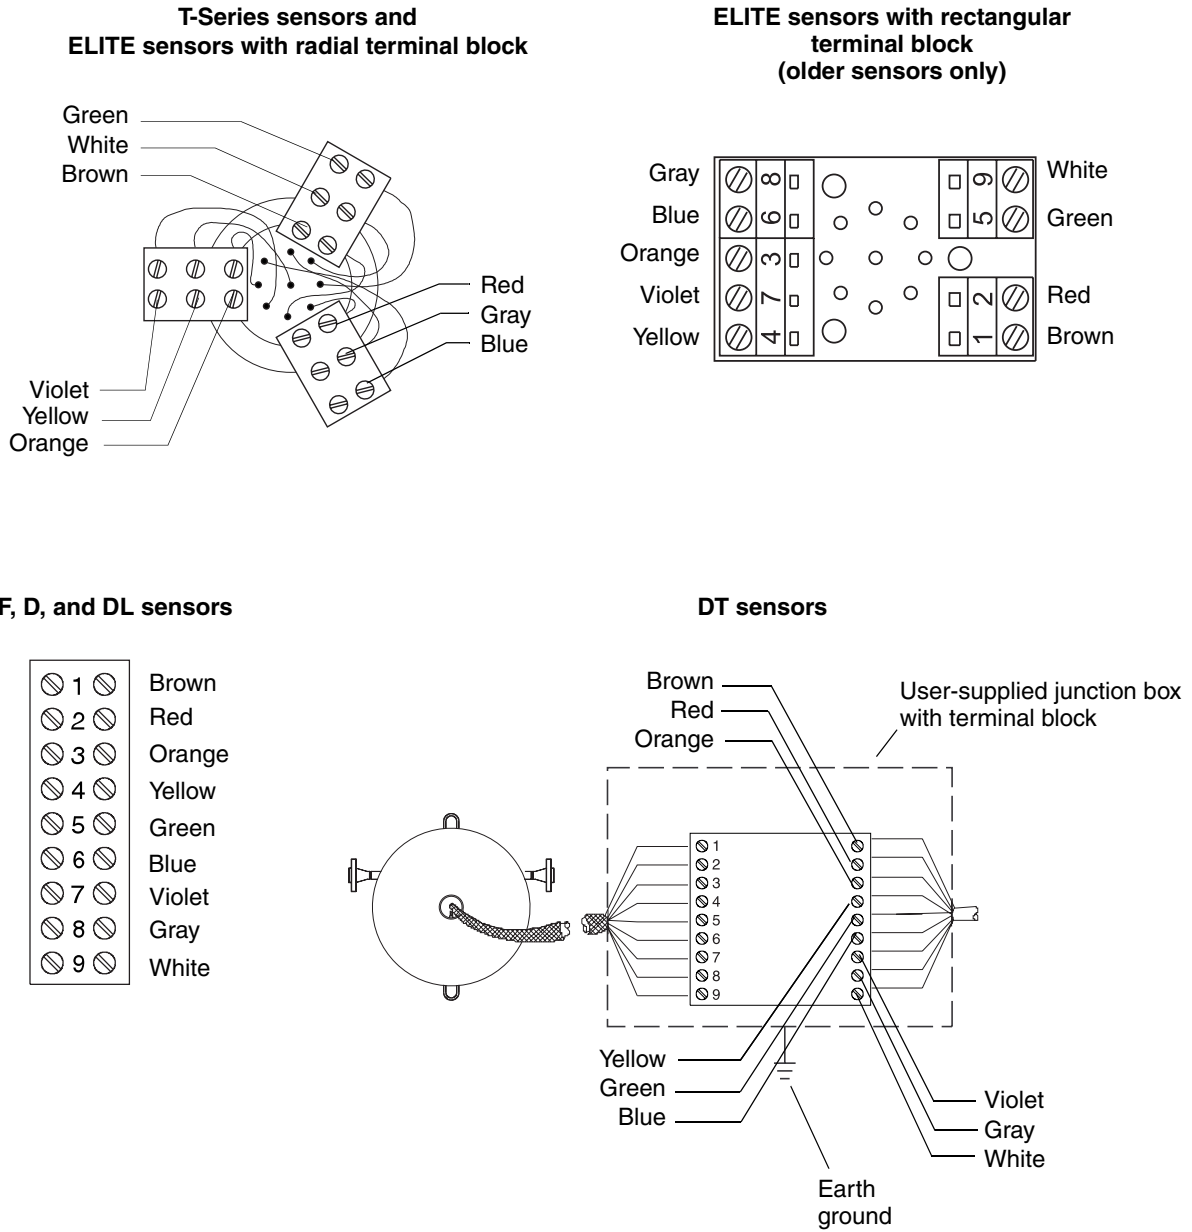 T-Series sensors and
ELITE sensors with radial terminal block
Green
White
Brown
Red
Gray
Blue
Violet
Yellow
Orange
ELITE sensors with rectangular
terminal block
(older sensors only)
Gray
Blue
Orange
Violet
Yellow
8
6
3
7
4
9
5
2
1
White
Green
Red
Brown
F, D, and DL sensors
1 Brown
2 Red
3 Orange
4 Yellow
5 Green
6 Blue
7 Violet
8 Gray
9 White
DT sensors
Brown
Red
Orange
User-supplied junction box
with terminal block
1
2
3
4
5
6
7
8
9
Yellow
Green
Blue
Violet
Gray
White
Earth
ground